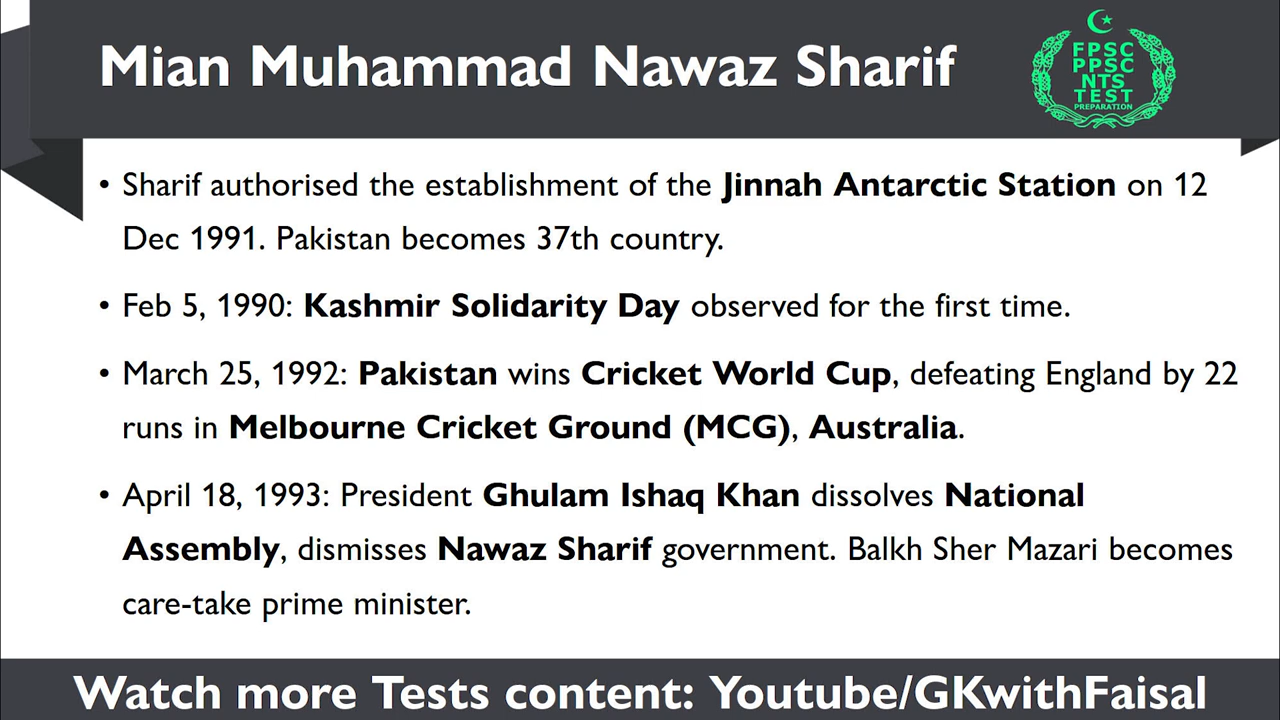 Mian Muhammad Nawaz Sharif
FPSC
PPSC
NTS
TEST
PREPARATION
• Sharif authorised the establishment of the Jinnah Antarctic Station on 12
Dec 1991. Pakistan becomes 37th country.
• Feb 5, 1990: Kashmir Solidarity Day observed for the first time.
• March 25, 1992: Pakistan wins Cricket World Cup, defeating England by 22
runs in Melbourne Cricket Ground (MCG), Australia.
• April 18, 1993: President Ghulam Ishaq Khan dissolves National
Assembly, dismisses Nawaz Sharif government. Balkh Sher Mazari becomes
care-take prime minister.
Watch more Tests content: Youtube/GKwithFaisal